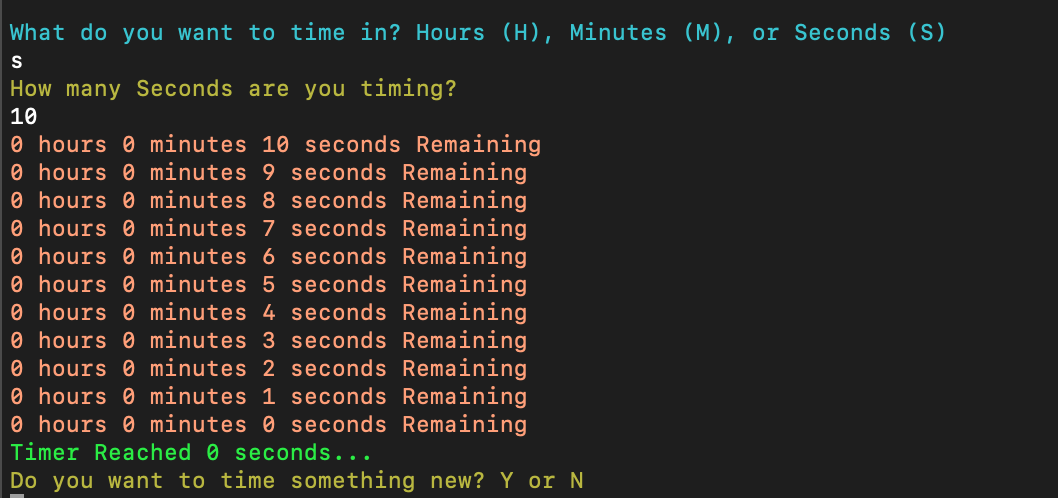 What do you want to time in? Hours (H), Minutes (M), or Seconds (S)
s
How many Seconds are you timing?
10
0 hours 0 minutes 10 seconds Remaining
0 hours 0 minutes 9 seconds Remaining
0 hours 0 minutes 8 seconds Remaining
0 hours 0 minutes 7 seconds Remaining
0 hours 0 minutes 6 seconds Remaining
0 hours 0 minutes 5 seconds Remaining
0 hours 0 minutes 4 seconds Remaining
0 hours 0 minutes 3 seconds Remaining
0 hours 0 minutes 2 seconds Remaining
0 hours 0 minutes 1 seconds Remaining
0 hours 0 minutes 0 seconds Remaining
Timer Reached 0 seconds...
Do you want to time something new? Y or N